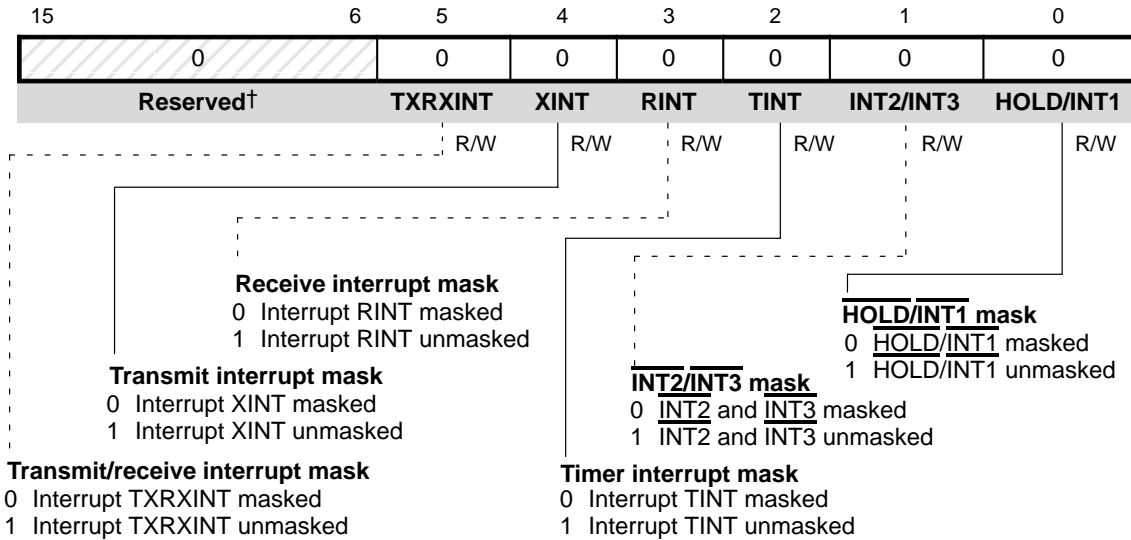 15 6 5 4 3 2 1 0
0 0 0 0 0 0 0
Reserved† TXRXINT XINT RINT TINT INT2/INT3 HOLD/INT1
R/W R/W R/W R/W R/W R/W
Receive interrupt mask
0 Interrupt RINT masked
1 Interrupt RINT unmasked
HOLD/INT1 mask
0 HOLD/INT1 masked
1 HOLD/INT1 unmasked
Transmit interrupt mask
0 Interrupt XINT masked
1 Interrupt XINT unmasked
INT2/INT3 mask
0 INT2 and INT3 masked
1 INT2 and INT3 unmasked
Transmit/receive interrupt mask
0 Interrupt TXRXINT masked
1 Interrupt TXRXINT unmasked
Timer interrupt mask
0 Interrupt TINT masked
1 Interrupt TINT unmasked